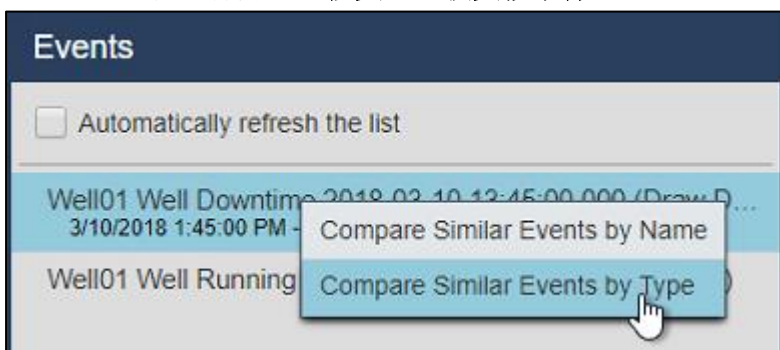 Events
Automatically refresh the list
Well01 Well Downtime 2018-03-10 13:45:00.000 (Draw D...
3/10/2018 1:45:00 PM -
Compare Similar Events by Name
Well01 Well Running
Compare Similar Events by Type